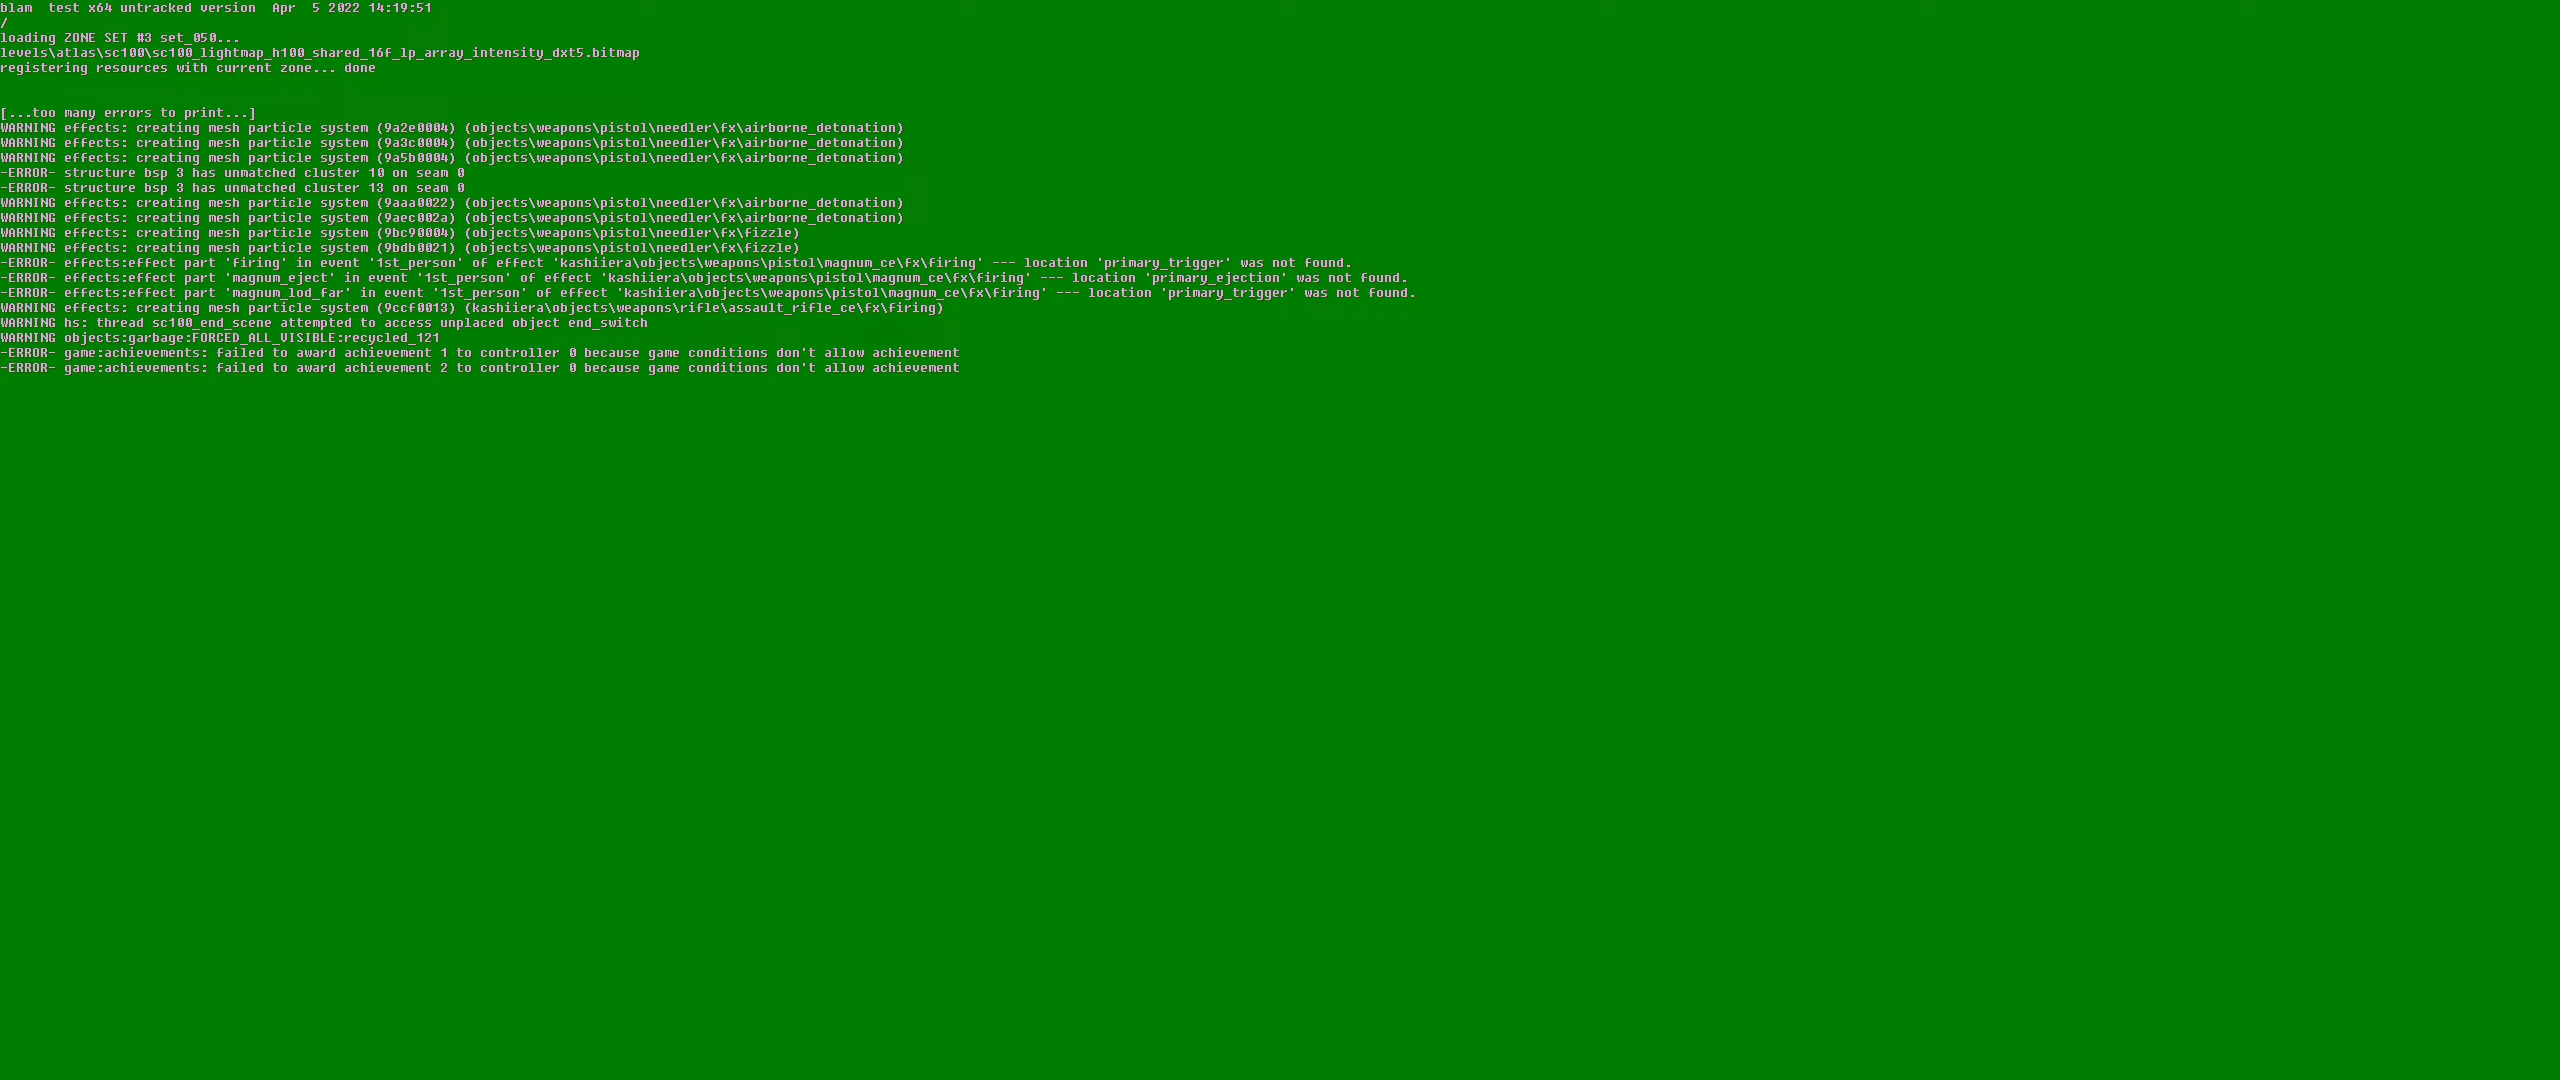 blam  test x64 untracked version  Apr  5 2022 14:19:51
/
loading ZONE SET #3 set_050...
levels\atlas\sc100\sc100_lightmap_h100_shared_16f_lp_array_intensity_dxt5.bitmap
registering resources with current zone... done
[...too many errors to print...]
WARNING effects: creating mesh particle system (9a2e0004) (objects\weapons\pistol\needler\fx\airborne_detonation)
WARNING effects: creating mesh particle system (9a3c0004) (objects\weapons\pistol\needler\fx\airborne_detonation)
WARNING effects: creating mesh particle system (9a5b0004) (objects\weapons\pistol\needler\fx\airborne_detonation)
-ERROR- structure bsp 3 has unmatched cluster 10 on seam 0
-ERROR- structure bsp 3 has unmatched cluster 13 on seam 0
WARNING effects: creating mesh particle system (9aaa0022) (objects\weapons\pistol\needler\fx\airborne_detonation)
WARNING effects: creating mesh particle system (9aec002a) (objects\weapons\pistol\needler\fx\airborne_detonation)
WARNING effects: creating mesh particle system (9bc90004) (objects\weapons\pistol\needler\fx\fizzle)
WARNING effects: creating mesh particle system (9bdb0021) (objects\weapons\pistol\needler\fx\fizzle)
-ERROR- effects:effect part 'firing' in event '1st_person' of effect 'kashiiera\objects\weapons\pistol\magnum_ce\fx\firing' --- location 'primary_trigger' was not found.
-ERROR- effects:effect part 'magnum_eject' in event '1st_person' of effect 'kashiiera\objects\weapons\pistol\magnum_ce\fx\firing' --- location 'primary_ejection' was not found.
-ERROR- effects:effect part 'magnum_lod_far' in event '1st_person' of effect 'kashiiera\objects\weapons\pistol\magnum_ce\fx\firing' --- location 'primary_trigger' was not found.
WARNING effects: creating mesh particle system (9ccf0013) (kashiiera\objects\weapons\rifle\assault_rifle_ce\fx\firing)
WARNING hs: thread sc100_end_scene attempted to access unplaced object end_switch
WARNING objects:garbage:FORCED_ALL_VISIBLE:recycled_121
-ERROR- game:achievements: failed to award achievement 1 to controller 0 because game conditions don't allow achievement
-ERROR- game:achievements: failed to award achievement 2 to controller 0 because game conditions don't allow achievement